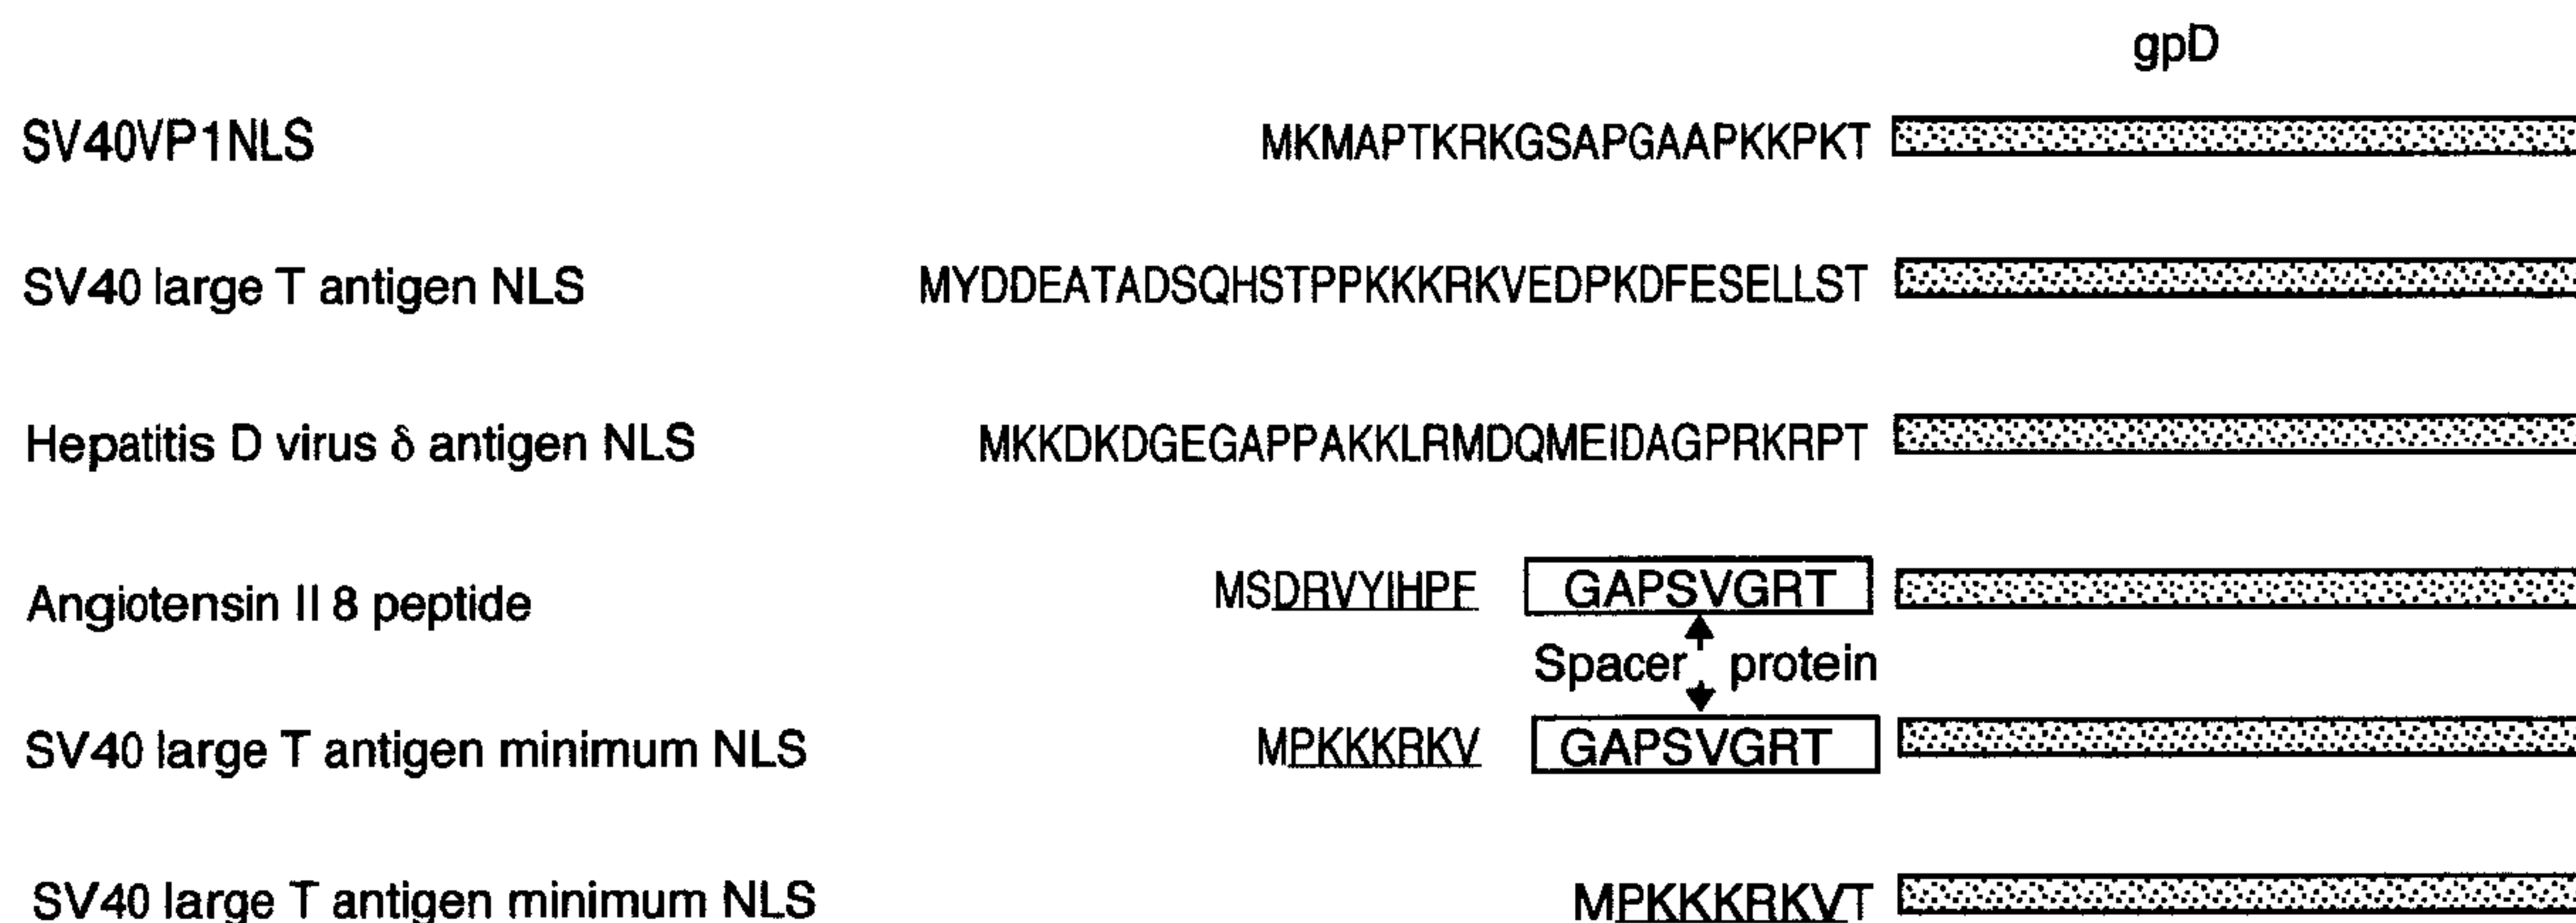 gpD
SV40VP1NLS MKMAPTKRKGSAPGAAPKKPKT
SV40 large T antigen NLS MYDDEATADSQHSTPPKKKRKVEDPKDFESELLST
Hepatitis D virus δ antigen NLS MKKDKDGEGAPPAKKLRMDQMEIDAGPRKRPT
Angiotensin II 8 peptide MSDRVYIHPF GAPSVGRT
Spacer protein
SV40 large T antigen minimum NLS MPKKKRKV GAPSVGRT
SV40 large T antigen minimum NLS MPKKKRKVT